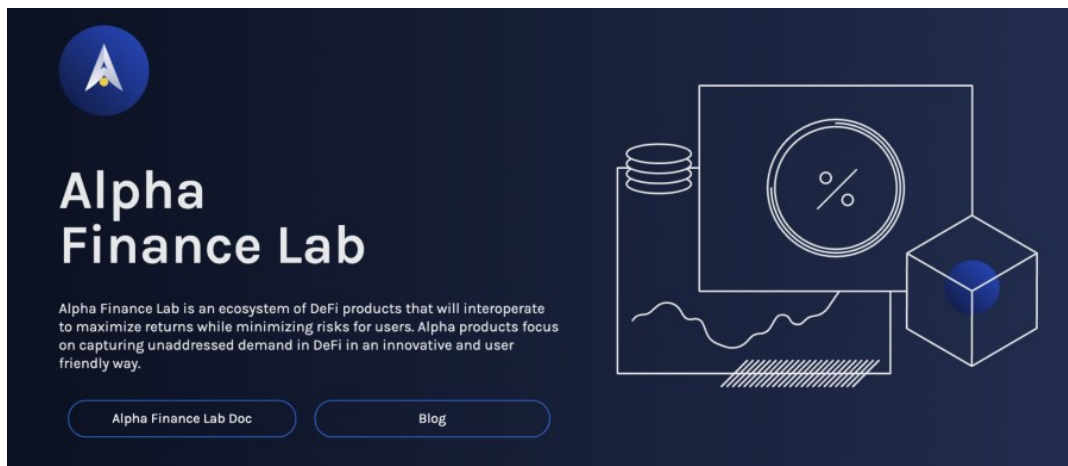 Alpha
Finance Lab
Alpha Finance Lab is an ecosystem of DeFi products that will interoperate
to maximize returns while minimizing risks for users. Alpha products focus
on capturing unaddressed demand in DeFi in an innovative and user
friendly way.
Alpha Finance Lab Doc
Blog
%